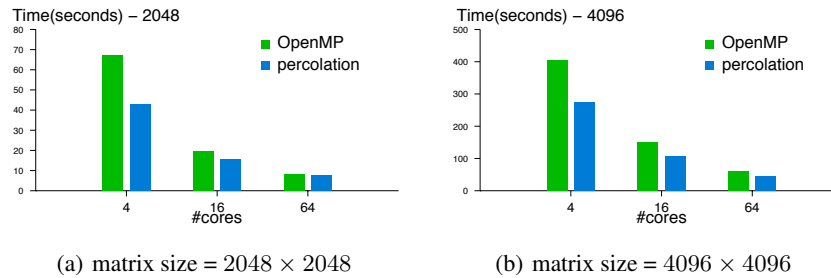 Time(seconds) – 2048
80
70
60
50
40
30
20
10
0
OpenMP
percolation
4
16
64
#cores
(a) matrix size = 2048 × 2048
Time(seconds) – 4096
500
400
300
200
100
0
OpenMP
percolation
4
16
64
#cores
(b) matrix size = 4096 × 4096